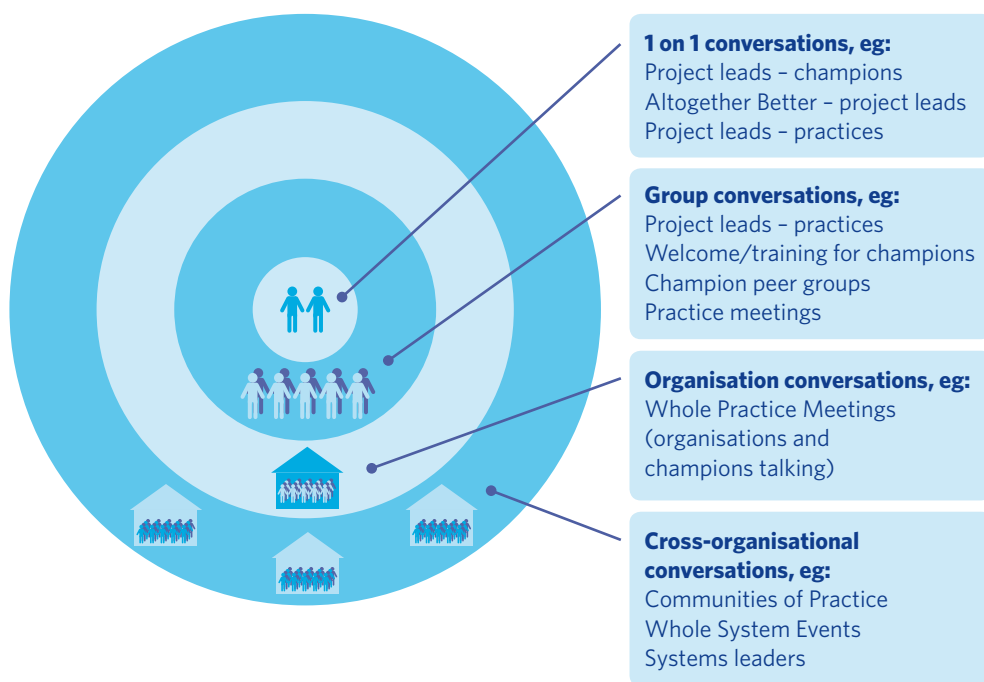 1 on 1 conversations, eg:
Project leads – champions
Altogether Better – project leads
Project leads – practices
Group conversations, eg:
Project leads – practices
Welcome/training for champions
Champion peer groups
Practice meetings
Organisation conversations, eg:
Whole Practice Meetings
(organisations and
champions talking)
Cross-organisational
conversations, eg:
Communities of Practice
Whole System Events
Systems leaders